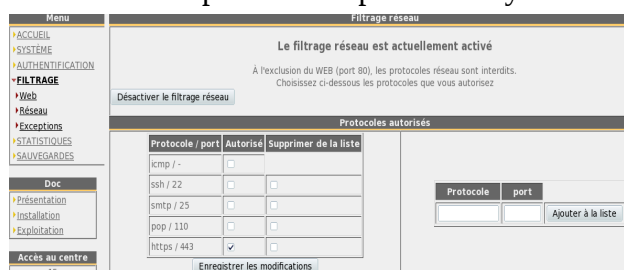 Menu
ACCUEIL
SYSTÈME
AUTHENTIFICATION
FILTRAGE
Web
Réseau
Exceptions
STATISTIQUES
SAUVEGARDES
Doc
Présentation
Installation
Exploitation
Accès au centre
Filtrage réseau
Le filtrage réseau est actuellement activé
À l'exclusion du WEB (port 80), les protocoles réseau sont interdits.
Choisissez ci-dessous les protocoles que vous autorisez
Désactiver le filtrage réseau
Protocoles autorisés
Protocole / port Autorisé Supprimer de la liste
icmp / -
ssh / 22
smtp / 25
pop / 110
https / 443
Enregistrer les modifications
Protocole port
Ajouter à la liste